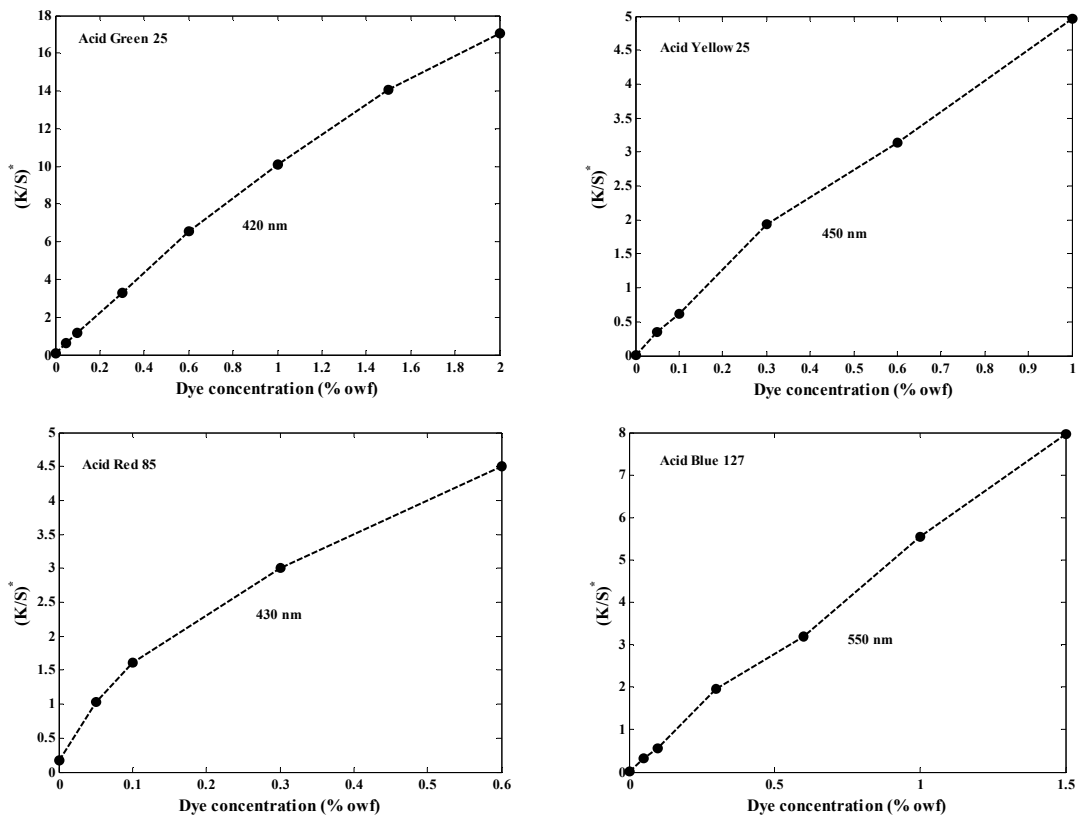 18
16
14
12
10
8
6
4
2
0
Acid Green 25
420 nm
(K/S)*
0 0.2 0.4 0.6 0.8 1 1.2 1.4 1.6 1.8 2
Dye concentration (% owf)
5
4.5
4
3.5
3
2.5
2
1.5
1
0.5
0
Acid Yellow 25
450 nm
(K/S)*
0 0.1 0.2 0.3 0.4 0.5 0.6 0.7 0.8 0.9 1
Dye concentration (% owf)
5
4.5
4
3.5
3
2.5
2
1.5
1
0.5
0
Acid Red 85
430 nm
(K/S)*
0 0.1 0.2 0.3 0.4 0.5 0.6
Dye concentration (% owf)
8
7
6
5
4
3
2
1
0
Acid Blue 127
550 nm
(K/S)*
0 0.5 1 1.5
Dye concentration (% owf)